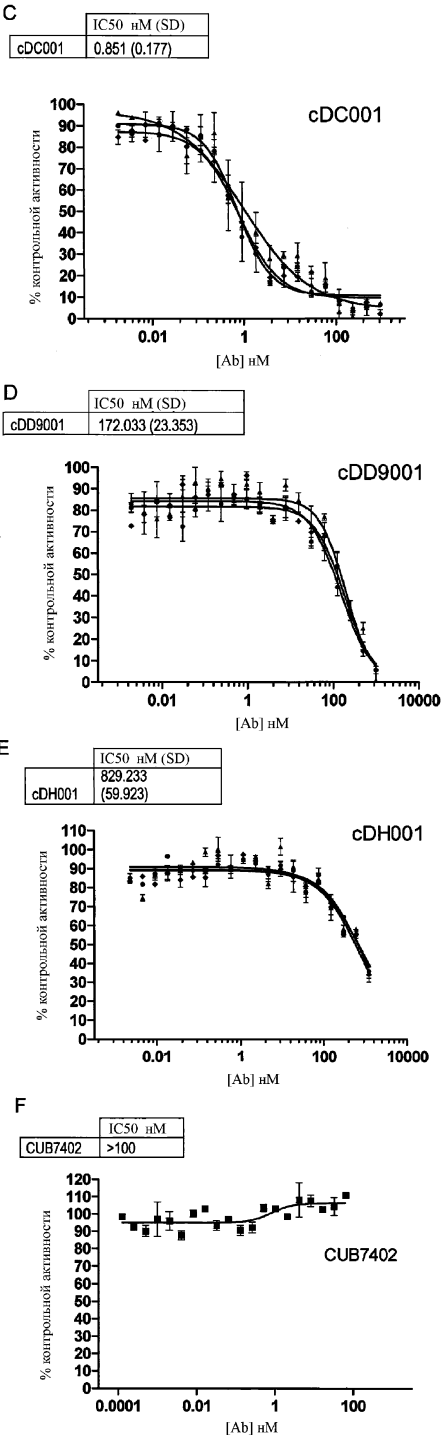 C
IC50 нМ (SD)
cDC001
0.851 (0.177)
cDC001
% контрольной активности
100
90
80
70
60
50
40
30
20
10
0
0.01
1
100
[Ab] нМ
D
IC50 нМ (SD)
cDD9001
172.033 (23.353)
cDD9001
% контрольной активности
100
90
80
70
60
50
40
30
20
10
0
0.01
1
100
10000
[Ab] нМ
E
IC50 нМ (SD)
829.233
cDH001
(59.923)
cDH001
% контрольной активности
110
100
90
80
70
60
50
40
30
20
10
0
0.01
1
100
10000
[Ab] нМ
F
IC50 нМ
CUB7402
>100
CUB7402
% контрольной активности
120
110
100
90
80
70
60
50
40
30
20
10
0
0.0001
0.01
1
100
[Ab] нМ